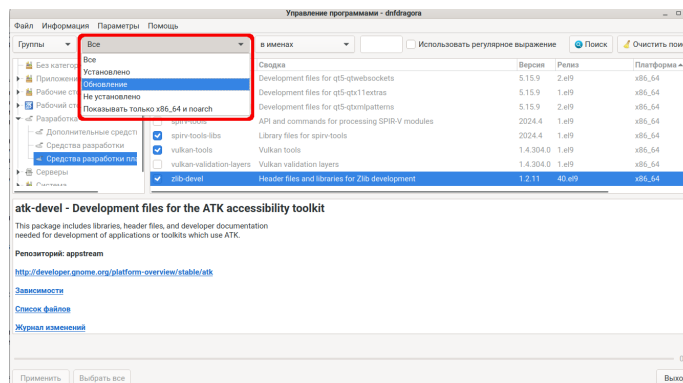 Управление программами - dnfdragora
Файл Информация Параметры Помощь
Группы Все в именах Использовать регулярное выражение Поиск Очистить пои
Все
Установлено
Обновление
Не установлено
Показывать только x86_64 и noarch
Без категор
Приложени
Рабочие сто
Рабочий сто
Разработка
Дополнительные средст
Средства разработки
Средства разработки пла
Серверы
Система
Сводка Версия Релиз Платформа
Development files for qt5-qtwebsockets 5.15.9 2.el9 x86_64
Development files for qt5-qtx11extras 5.15.9 1.el9 x86_64
Development files for qt5-qtxmlpatterns 5.15.9 2.el9 x86_64
spirv-tools API and commands for processing SPIR-V modules 2024.4 1.el9 x86_64
spirv-tools-libs Library files for spirv-tools 2024.4 1.el9 x86_64
vulkan-tools Vulkan tools 1.4.304.0 1.el9 x86_64
vulkan-validation-layers Vulkan validation layers 1.4.304.0 1.el9 x86_64
zlib-devel Header files and libraries for Zlib development 1.2.11 40.el9 x86_64
atk-devel - Development files for the ATK accessibility toolkit
This package includes libraries, header files, and developer documentation
needed for development of applications or toolkits which use ATK.
Репозиторий: appstream
http://developer.gnome.org/platform-overview/stable/atk
Зависимости
Список файлов
Журнал изменений
Применить Выбрать все Выхо